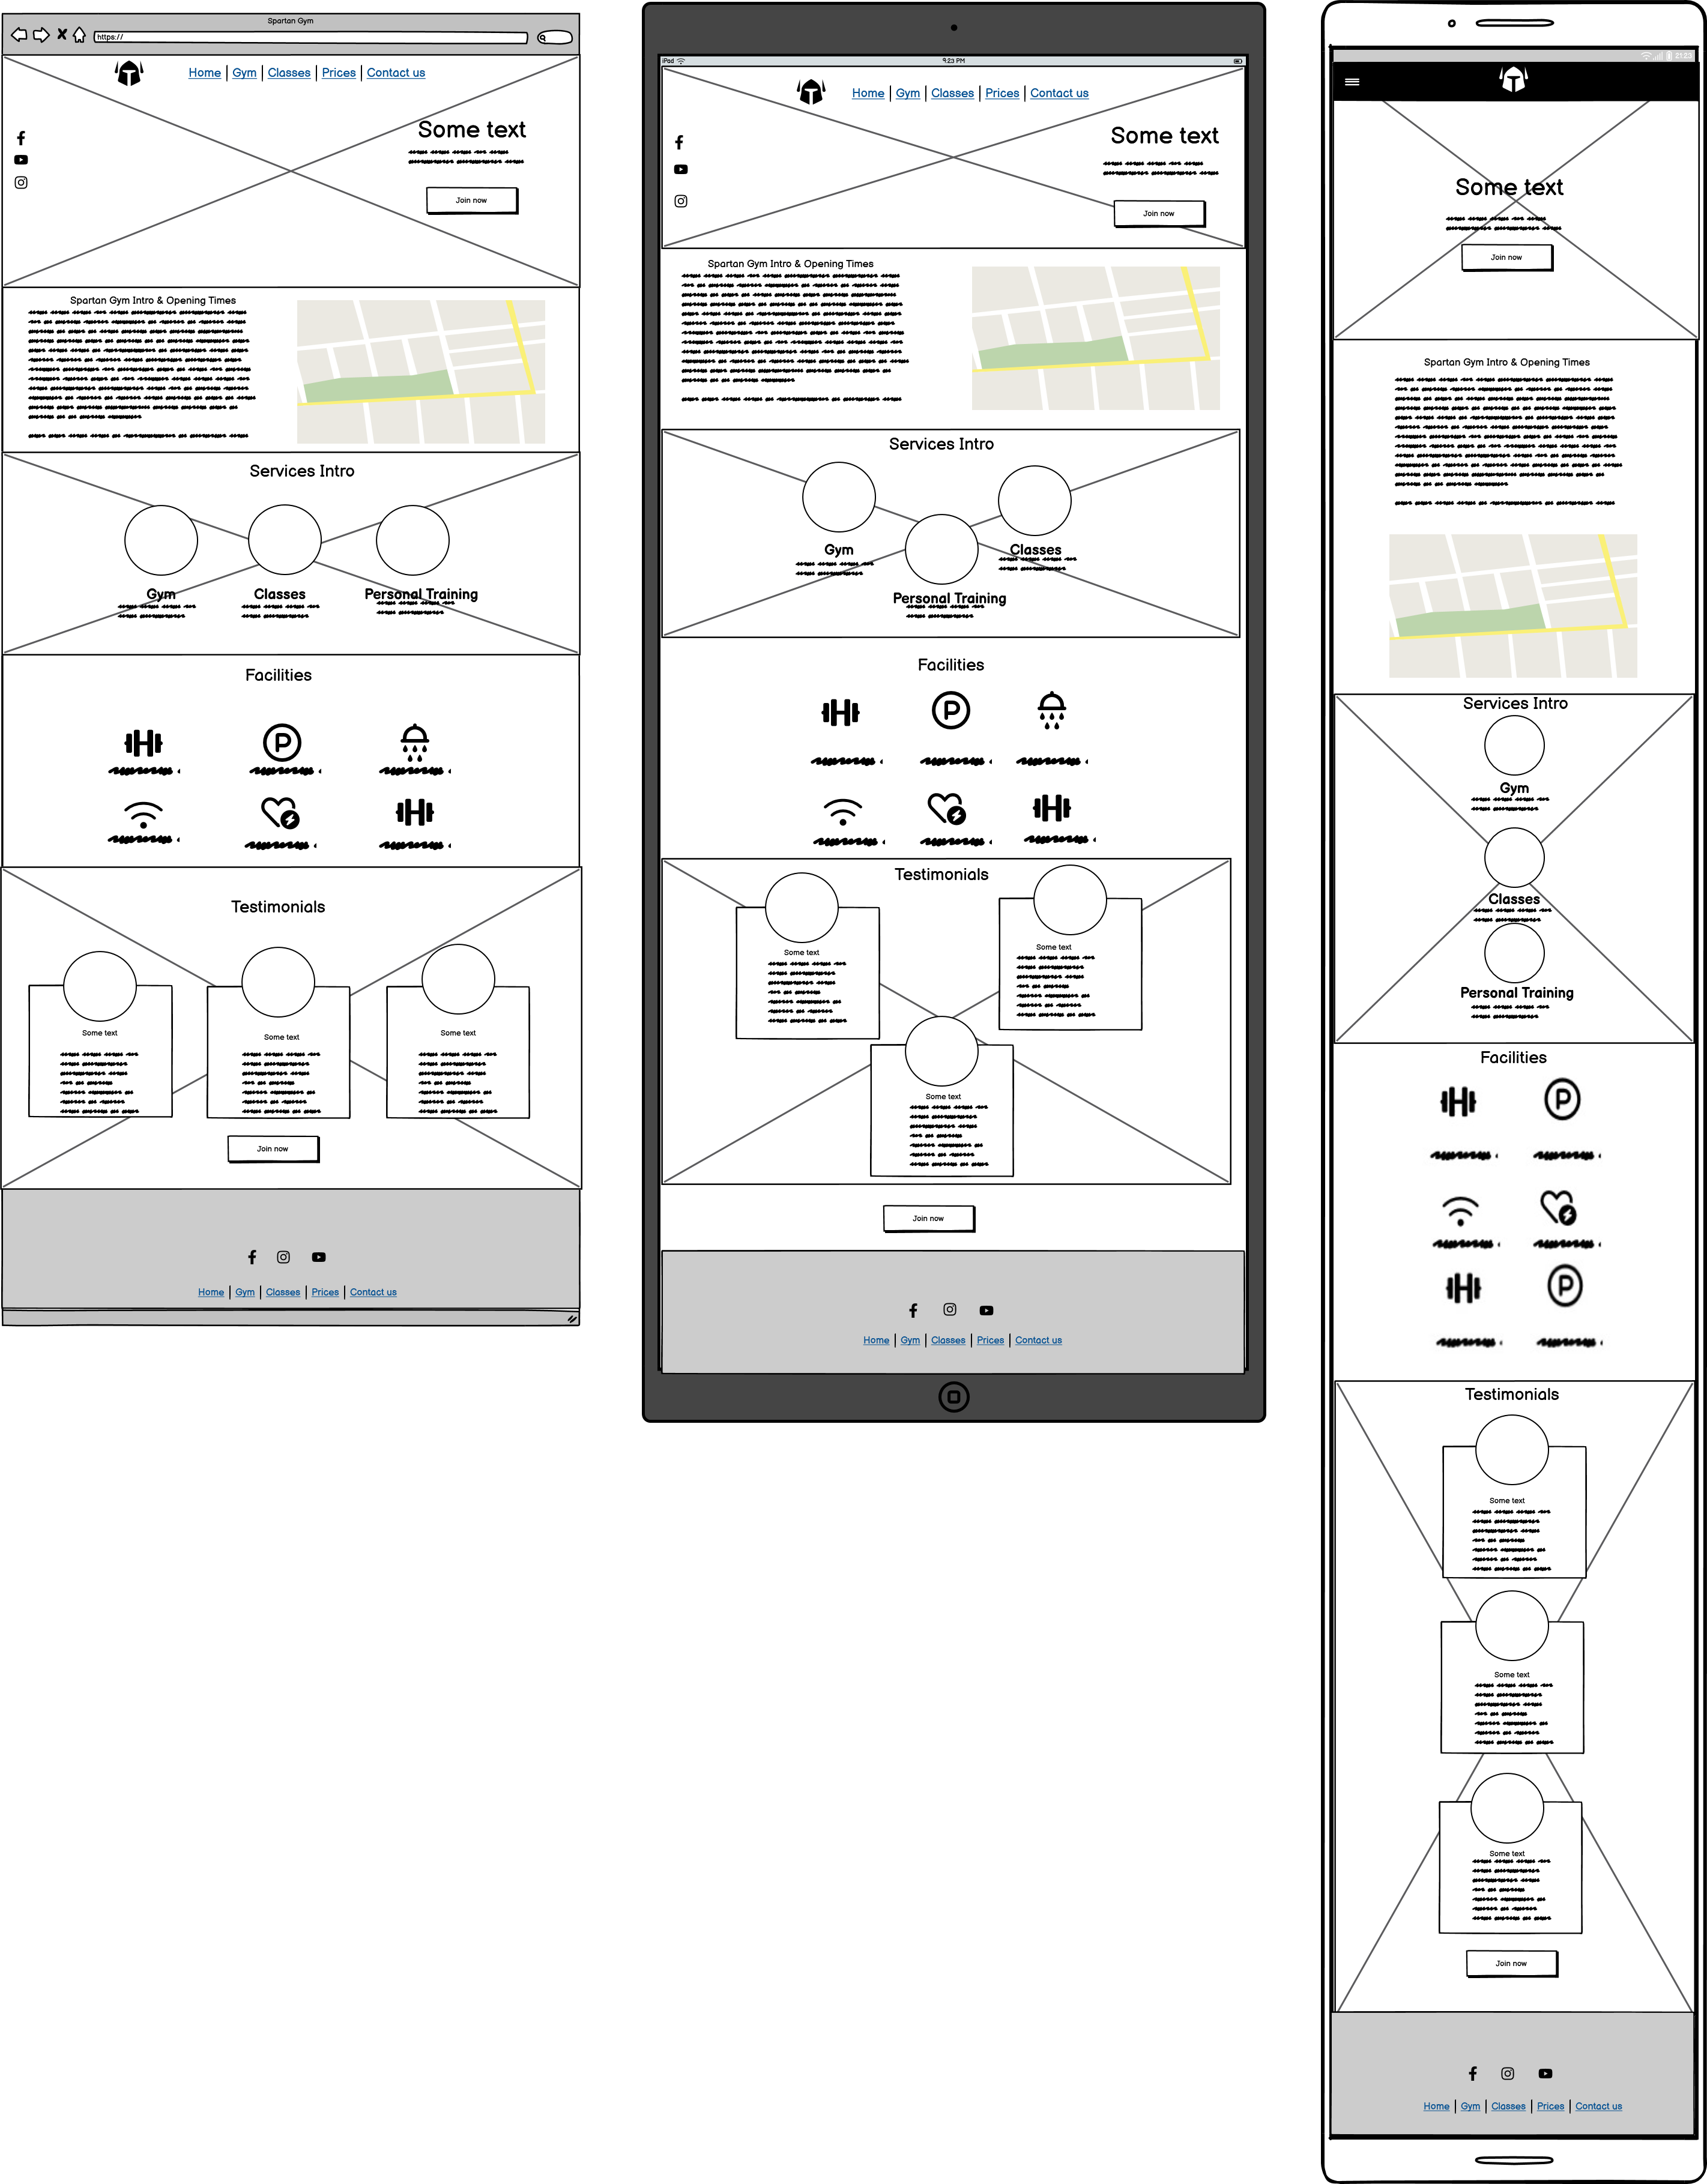 Spartan Gym
https://
Home | Gym | Classes | Prices | Contact us
Some text
Join now
Spartan Gym Intro & Opening Times
Services Intro
Gym
Classes
Personal Training
Facilities
P
Testimonials
Some text
Some text
Some text
Join now
Home | Gym | Classes | Prices | Contact us
iPad
9:23 PM
Home | Gym | Classes | Prices | Contact us
Some text
Join now
Spartan Gym Intro & Opening Times
Services Intro
Gym
Classes
Personal Training
Facilities
P
Testimonials
Some text
Some text
Some text
Join now
Home | Gym | Classes | Prices | Contact us
21:23
Some text
Join now
Spartan Gym Intro & Opening Times
Services Intro
Gym
Classes
Personal Training
Facilities
P
P
Testimonials
Some text
Some text
Some text
Join now
Home | Gym | Classes | Prices | Contact us